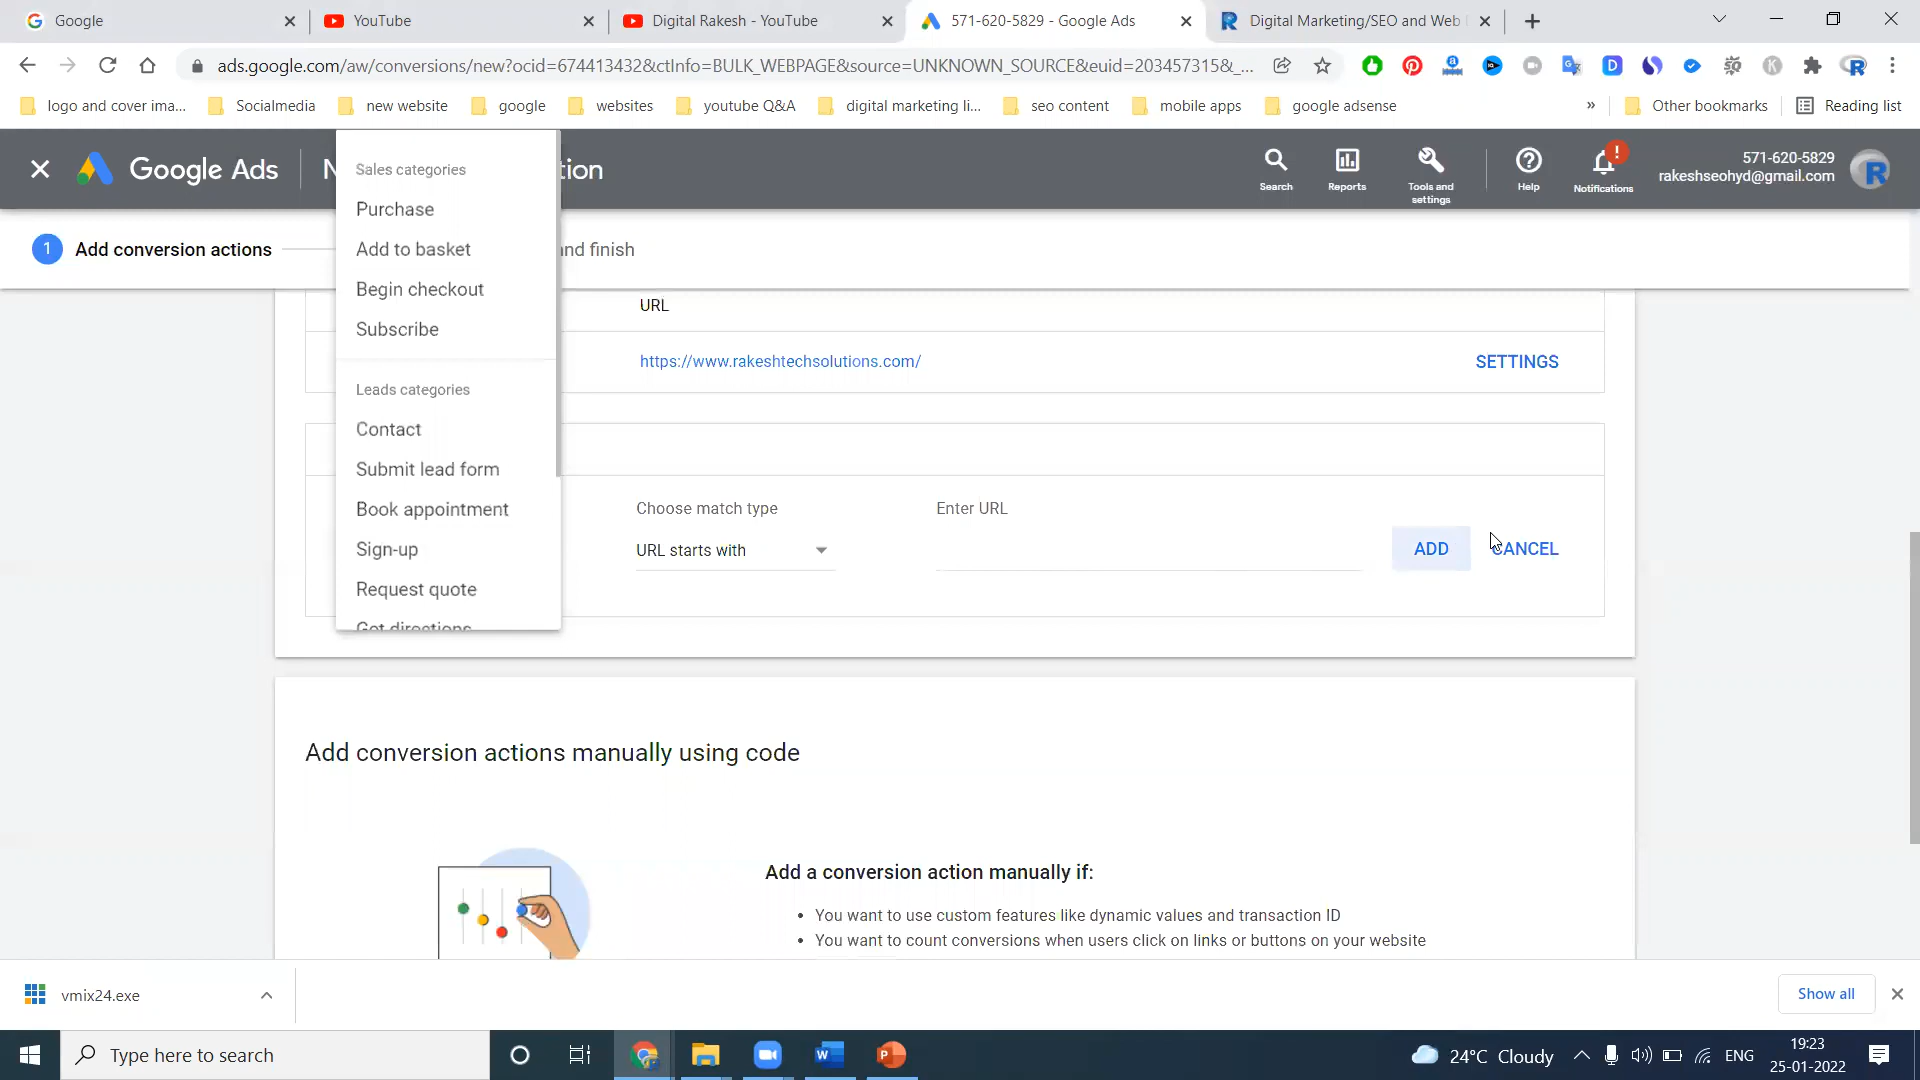 Google
YouTube
Digital Rakesh - YouTube
571-620-5829 - Google Ads
Digital Marketing/SEO and Web
ads.google.com/aw/conversions/new?ocid=674413432&ctInfo=BULK_WEBPAGE&source=UNKNOWN_SOURCE&euid=203457315&_...
logo and cover ima...
Socialmedia
new website
google
websites
youtube Q&A
digital marketing li...
seo content
mobile apps
google adsense
»
Other bookmarks
Reading list
Google Ads
N
tion
Search
Reports
Tools and
settings
Help
Notifications
571-620-5829
rakeshseohyd@gmail.com
1 Add conversion actions
and finish
Sales categories
Purchase
Add to basket
Begin checkout
Subscribe
Leads categories
Contact
Submit lead form
Book appointment
Sign-up
Request quote
Get directions
URL
https://www.rakeshtechsolutions.com/
SETTINGS
Choose match type
Enter URL
URL starts with
ADD
CANCEL
Add conversion actions manually using code
Add a conversion action manually if:
• You want to use custom features like dynamic values and transaction ID
• You want to count conversions when users click on links or buttons on your website
vmix24.exe
Show all
Type here to search
24°C Cloudy
ENG
19:23
25-01-2022